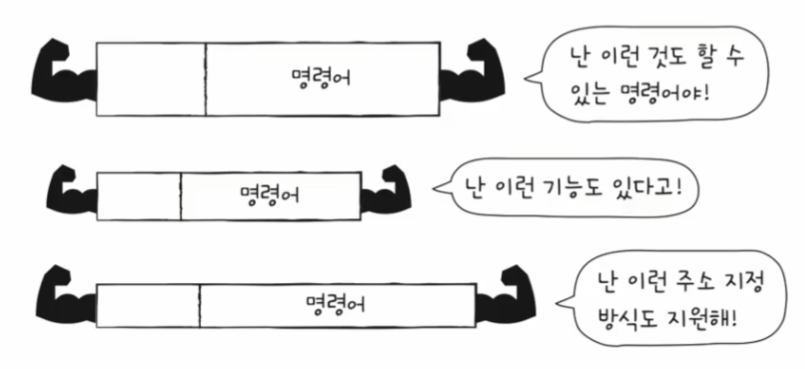 명령어
난 이런 것도 할 수
있는 명령어야!
명령어
난 이런 기능도 있다고!
명령어
난 이런 주소 지정
방식도 지원해!